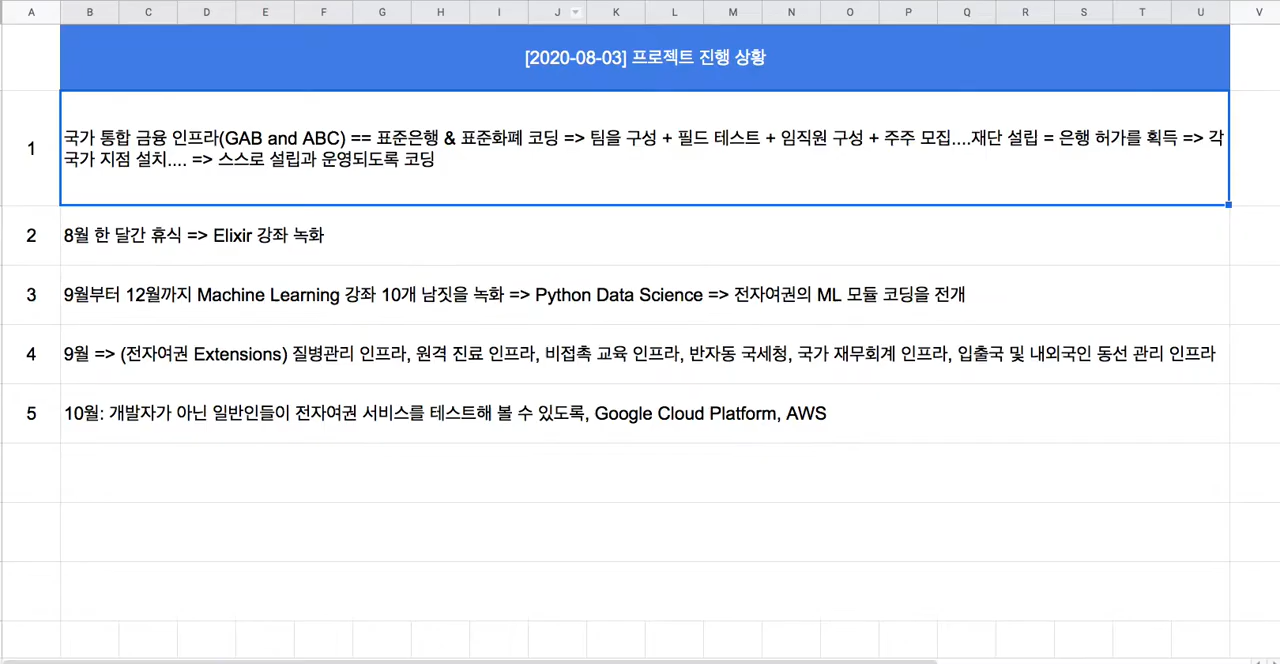 A B C D E F G H I J K L M N O P Q R S T U V
[2020-08-03] 프로젝트 진행 상황
1 국가 통합 금융 인프라(GAB and ABC) == 표준은행 & 표준화폐 코딩 => 팀을 구성 + 필드 테스트 + 임직원 구성 + 주주 모집....재단 설립 = 은행 허가를 획득 => 각
국가 지점 설치.... => 스스로 설립과 운영되도록 코딩
2 8월 한 달간 휴식 => Elixir 강좌 녹화
3 9월부터 12월까지 Machine Learning 강좌 10개 남짓을 녹화 => Python Data Science => 전자여권의 ML 모듈 코딩을 전개
4 9월 => (전자여권 Extensions) 질병관리 인프라, 원격 진료 인프라, 비접촉 교육 인프라, 반자동 국세청, 국가 재무회계 인프라, 입출국 및 내외국인 동선 관리 인프라
5 10월: 개발자가 아닌 일반인들이 전자여권 서비스를 테스트해 볼 수 있도록, Google Cloud Platform, AWS